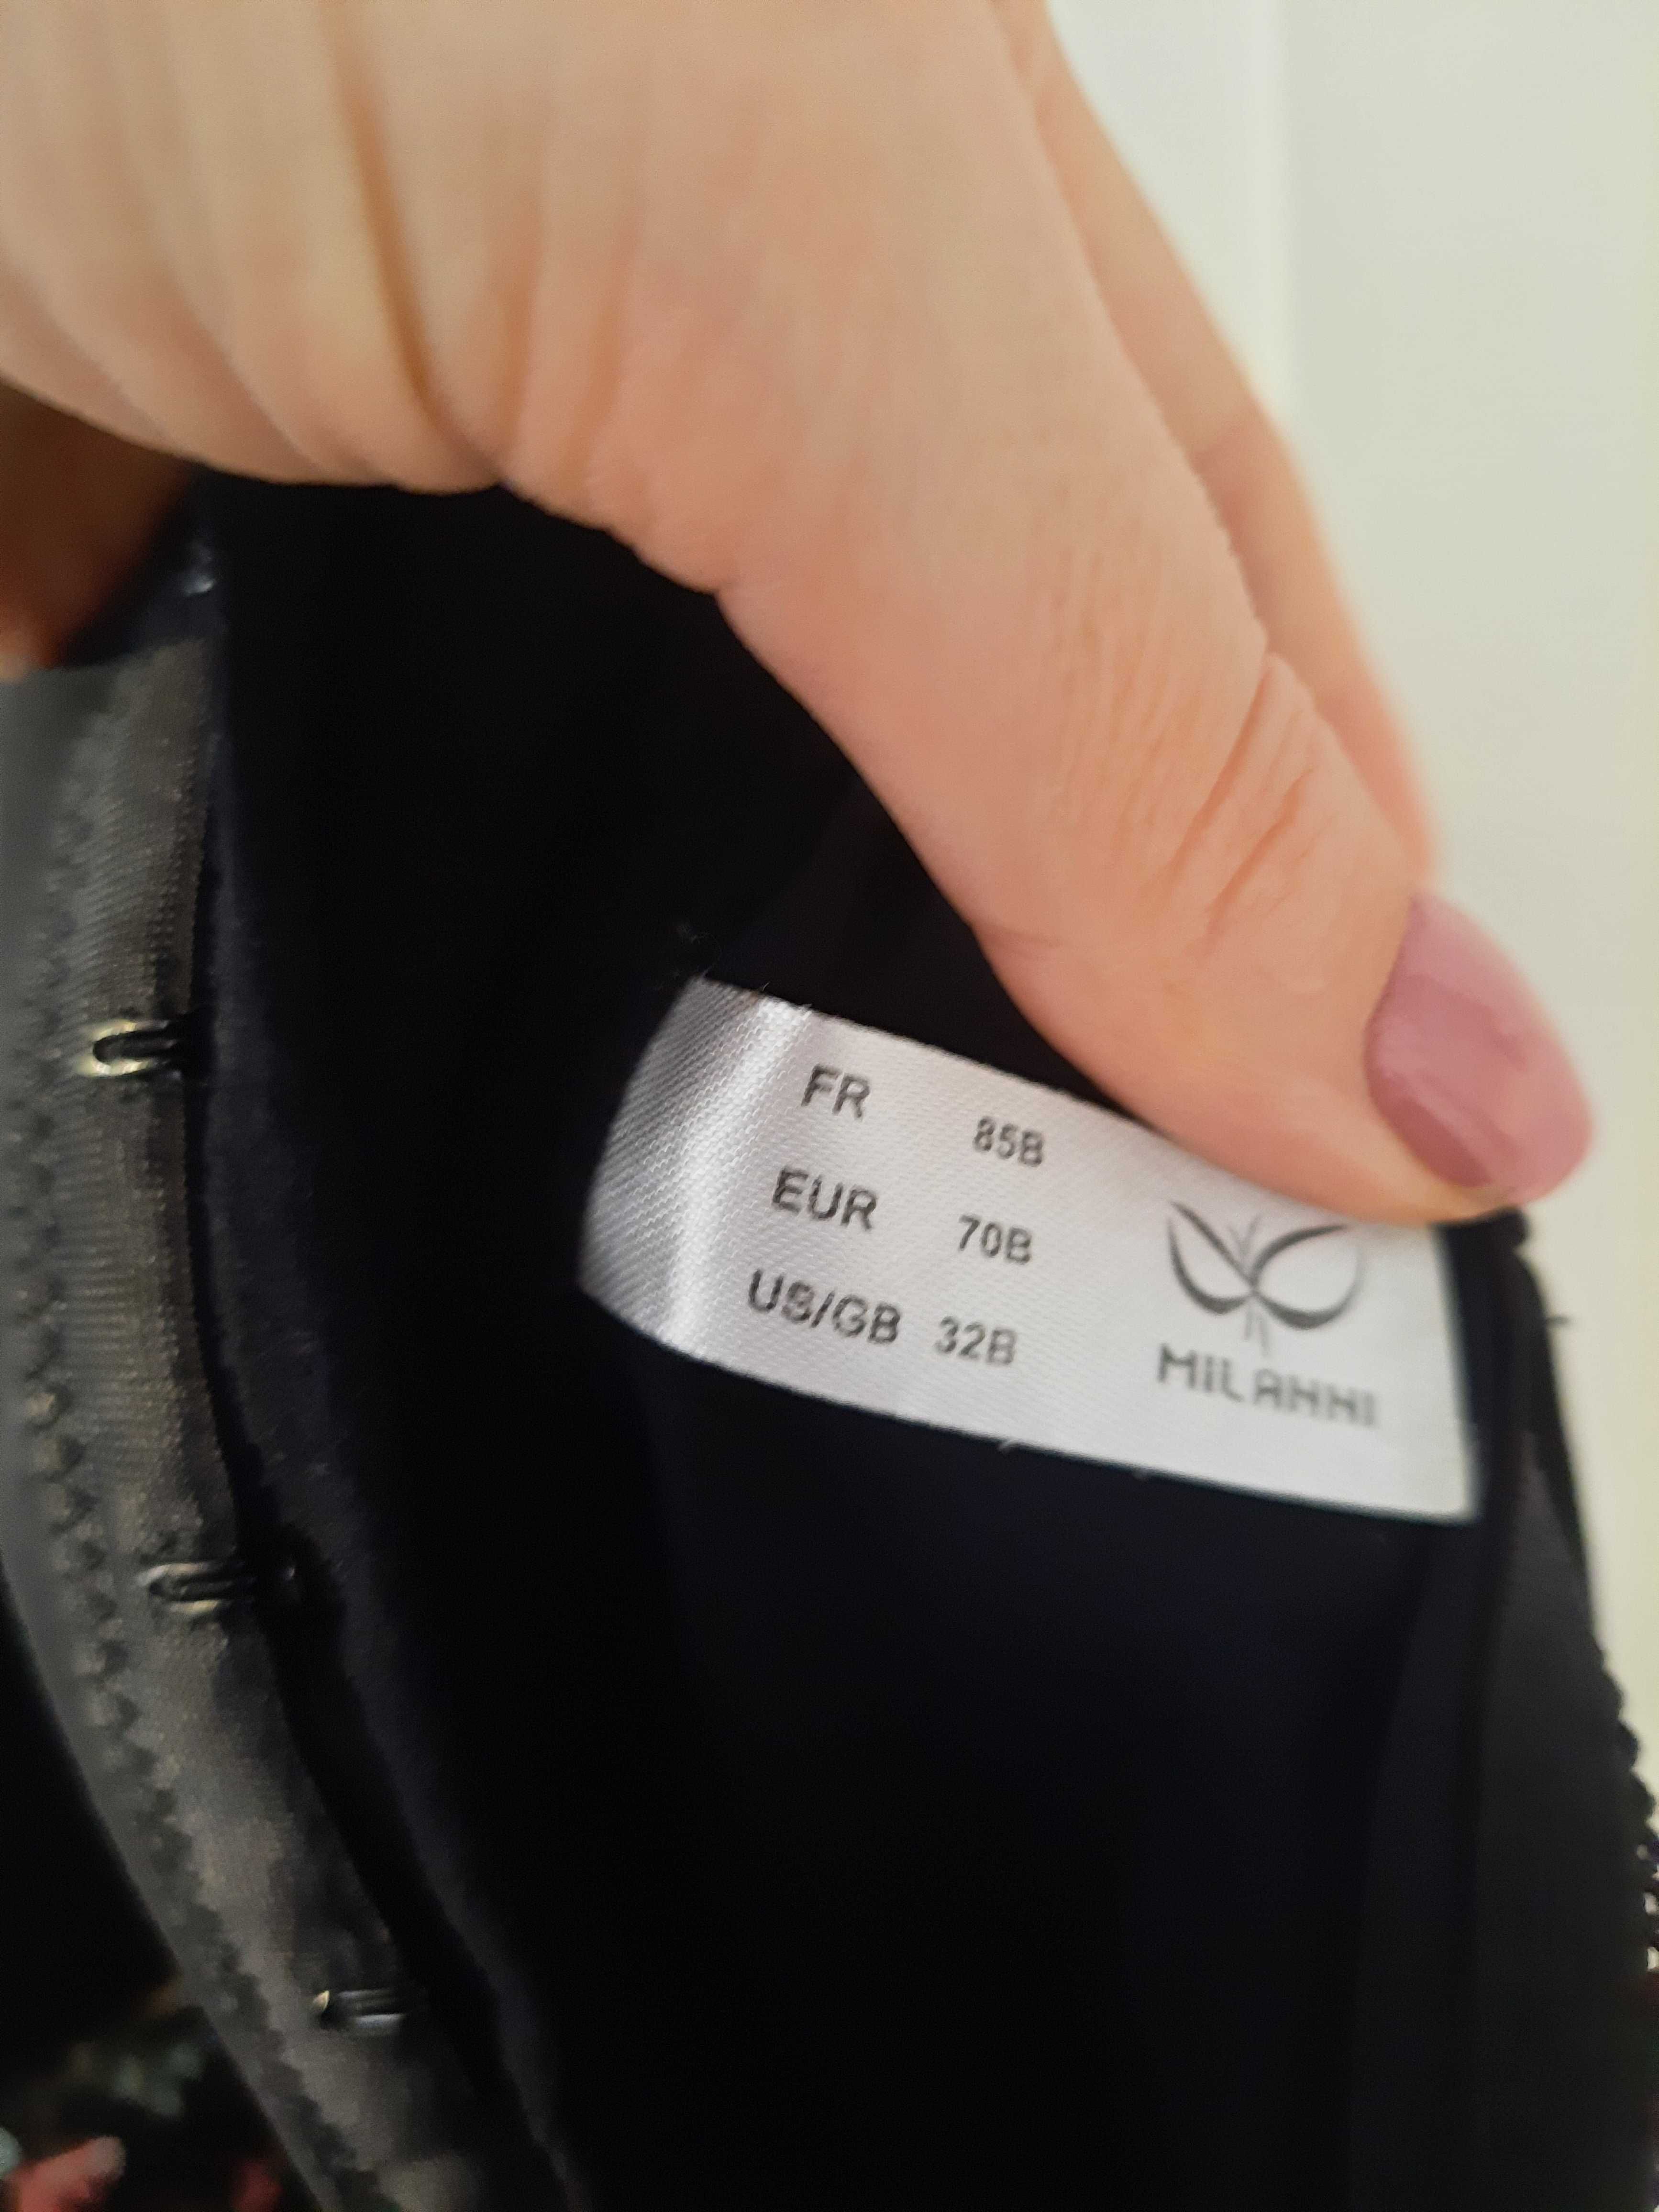 FR 85B
EUR 70B
US/GB 32B
MILANNI